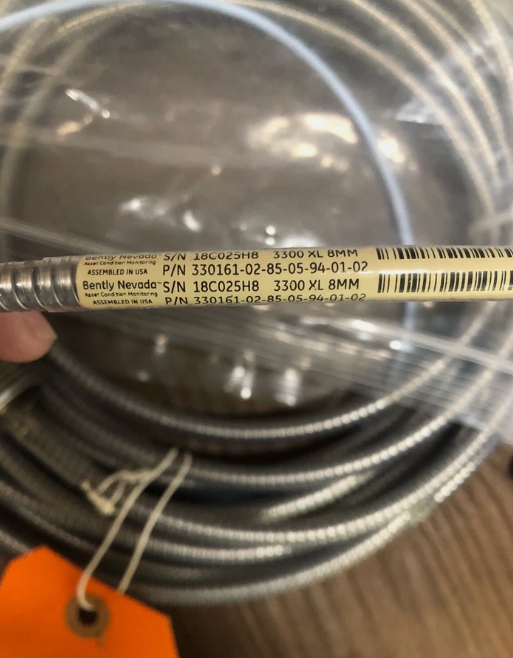 Bently Nevada S/N 18C025H8 3300 XL 8MM
Asset Condition Monitoring
ASSEMBLED IN USA P/N 330161-02-85-05-94-01-02
Bently Nevada™ S/N 18C025H8 3300 XL 8MM
Asset Condition Monitoring
ASSEMBLED IN USA P/N 330161-02-85-05-94-01-02